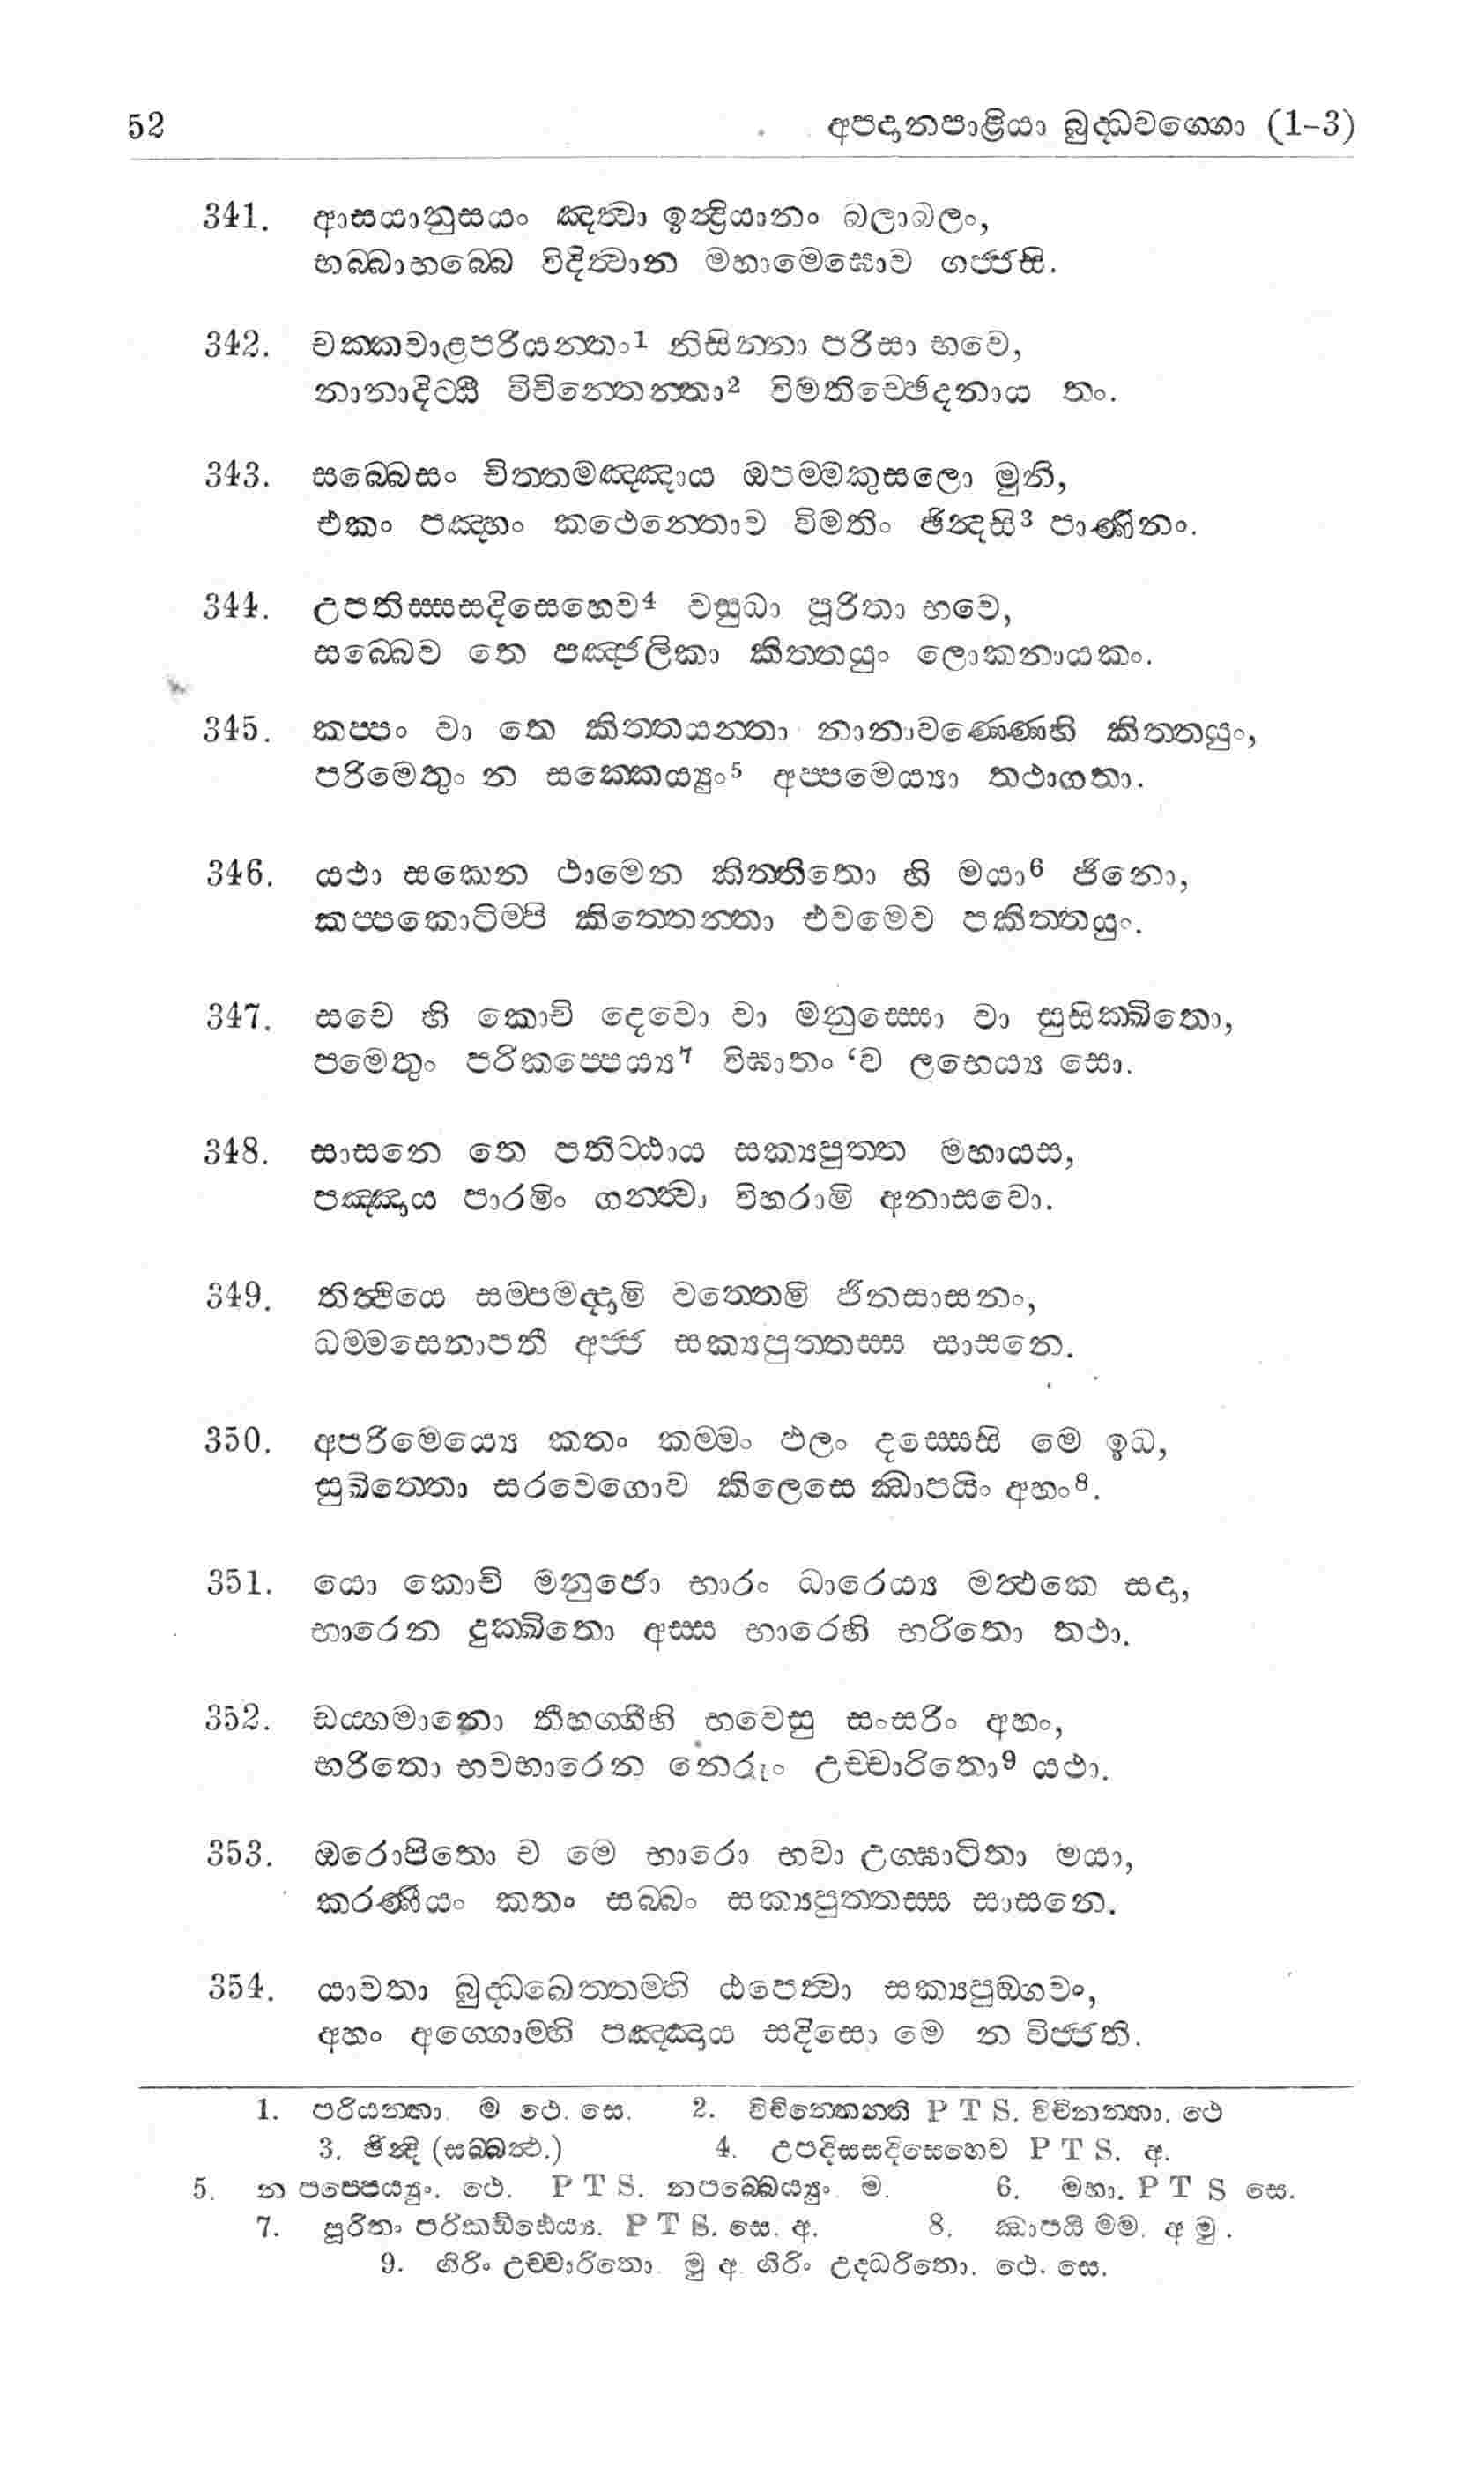 52 අපදානපාළියා බුද්ධවග්ගො (1-3)
341. ආසයානුසයං ඤත්වා ඉන්ද්‍රියානං බලාබලං,
භබ්බාභබ්බෙ විදිත්වාන මහාමෙඝොව ගජ්ජසි.
342. චක්කවාළපරියන්තං1 නිසින්නා පරිසා භවෙ,
නානාදිට්ඨී විචින්තෙන්තා2 විමතිච්ඡේදනාය තං.
343. සබ්බෙසං චිත්තමඤ්ඤාය ඔපම්මකුසලො මුනි,
එකං පඤ්හං කථෙන්තොව විමතිං ඡින්දසි3 පාණිනං.
344. උපතිස්සසදිසෙහෙව4 වසුධා පූරිතා භවෙ,
සබ්බෙව තෙ පඤ්ජලිකා කිත්තයුං ලොකනායකං.
345. කප්පං වා තෙ කිත්තයන්තා නානාවණ්ණෙහි කිත්තයුං,
පරිමෙතුං න සක්කෙය්‍යුං5 අප්පමෙය්‍යා තථාගතා.
346. යථා සකෙන ථාමෙන කිත්තිතො හි මයා6 ජිනො,
කප්පකොටිම්පි කිත්තෙන්තා එවමෙව පකිත්තයුං.
347. සචෙ හි කොචි දෙවො වා මනුස්සො වා සුසික්ඛිතො,
පමෙතුං පරිකප්පෙය්‍ය7 විඝාතං ‘ව ලභෙය්‍ය සො.
348. සාසනෙ තෙ පතිට්ඨාය සක්‍යපුත්ත මහායස,
පඤ්ඤාය පාරමිං ගන්ත්වා විහරාමි අනාසවො.
349. තිත්ථියෙ සම්පමද්දාමි වත්තෙමි ජිනසාසනං,
ධම්මසෙනාපතී අජ්ජ සක්‍යපුත්තස්ස සාසනෙ.
350. අපරිමෙය්‍යෙ කතං කම්මං ඵලං දස්සෙසි මෙ ඉධ,
සුඛිත්තො සරවෙගොව කිලෙසෙ ඣාපයිං අහං8.
351. යො කොචි මනුජො භාරං ධාරෙය්‍ය මත්ථකෙ සදා,
භාරෙන දුක්ඛිතො අස්ස භාරෙහි භරිතො තථා.
352. ඩය්හමානො තීහග්ගීහි භවෙසු සංසරිං අහං,
භරිතො භවභාරෙන නෙරුං උච්චාරිතො9 යථා.
353. ඔරොපිතො ච මෙ භාරො භවා උග්ඝාටිතා මයා,
කරණීයං කතං සබ්බං සක්‍යපුත්තස්ස සාසනෙ.
354. යාවතා බුද්ධඛෙත්තම්හි ඨපෙත්වා සක්‍යපුඞ්ගවං,
අහං අග්ගොම්හි පඤ්ඤාය සදිසො මෙ න විජ්ජති.
1. පරියන්තා. ම ථෙ. සෙ. 2. විචින්තෙන්ති P T S. විචිනන්තා. ථෙ
3. ඡින්දි (සබ්බත්ථ.) 4. උපදිසසදිසෙහෙව P T S. අ.
5. න පප්පෙය්‍යුං. ථෙ. P T S. නපබ්බෙය්‍යුං. ම. 6. මහා. P T S සෙ.
7. පූරිතං පරිකඩ්ඪෙය්‍ය. P T S. සෙ. අ. 8. ඣාපයි මම. අ මු.
9. ගිරිං උච්චාරිතො. මු අ. ගිරිං උද්ධරිතො. ථෙ. සෙ.